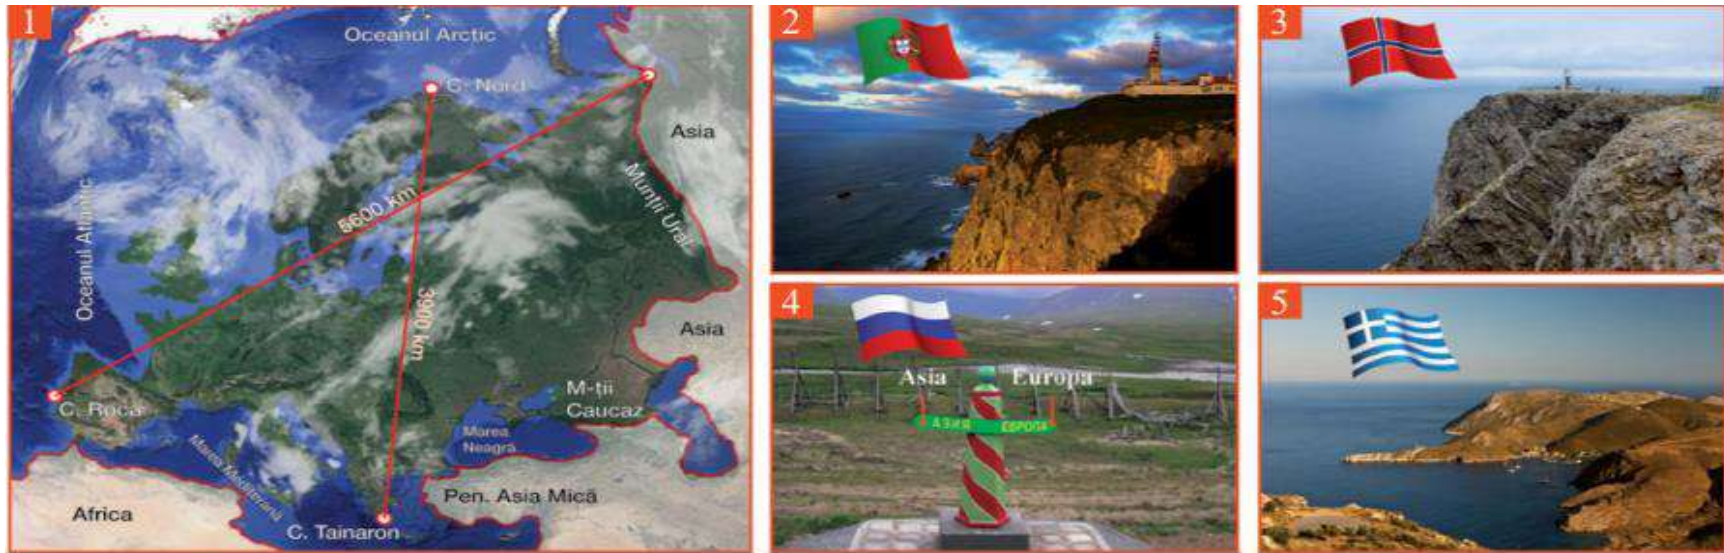 1
Oceanul Arctic
C. Nord
Asia
Munții Ural
Oceanul Atlantic
5600 km
3900 km
Asia
M-ții
Caucaz
C. Roca
Marea
Neagră
Marea Mediterană
Pen. Asia Mică
Africa
C. Tainaron
2
3
4
Asia
Europa
АЗИЯ
ЕВРОПА
5